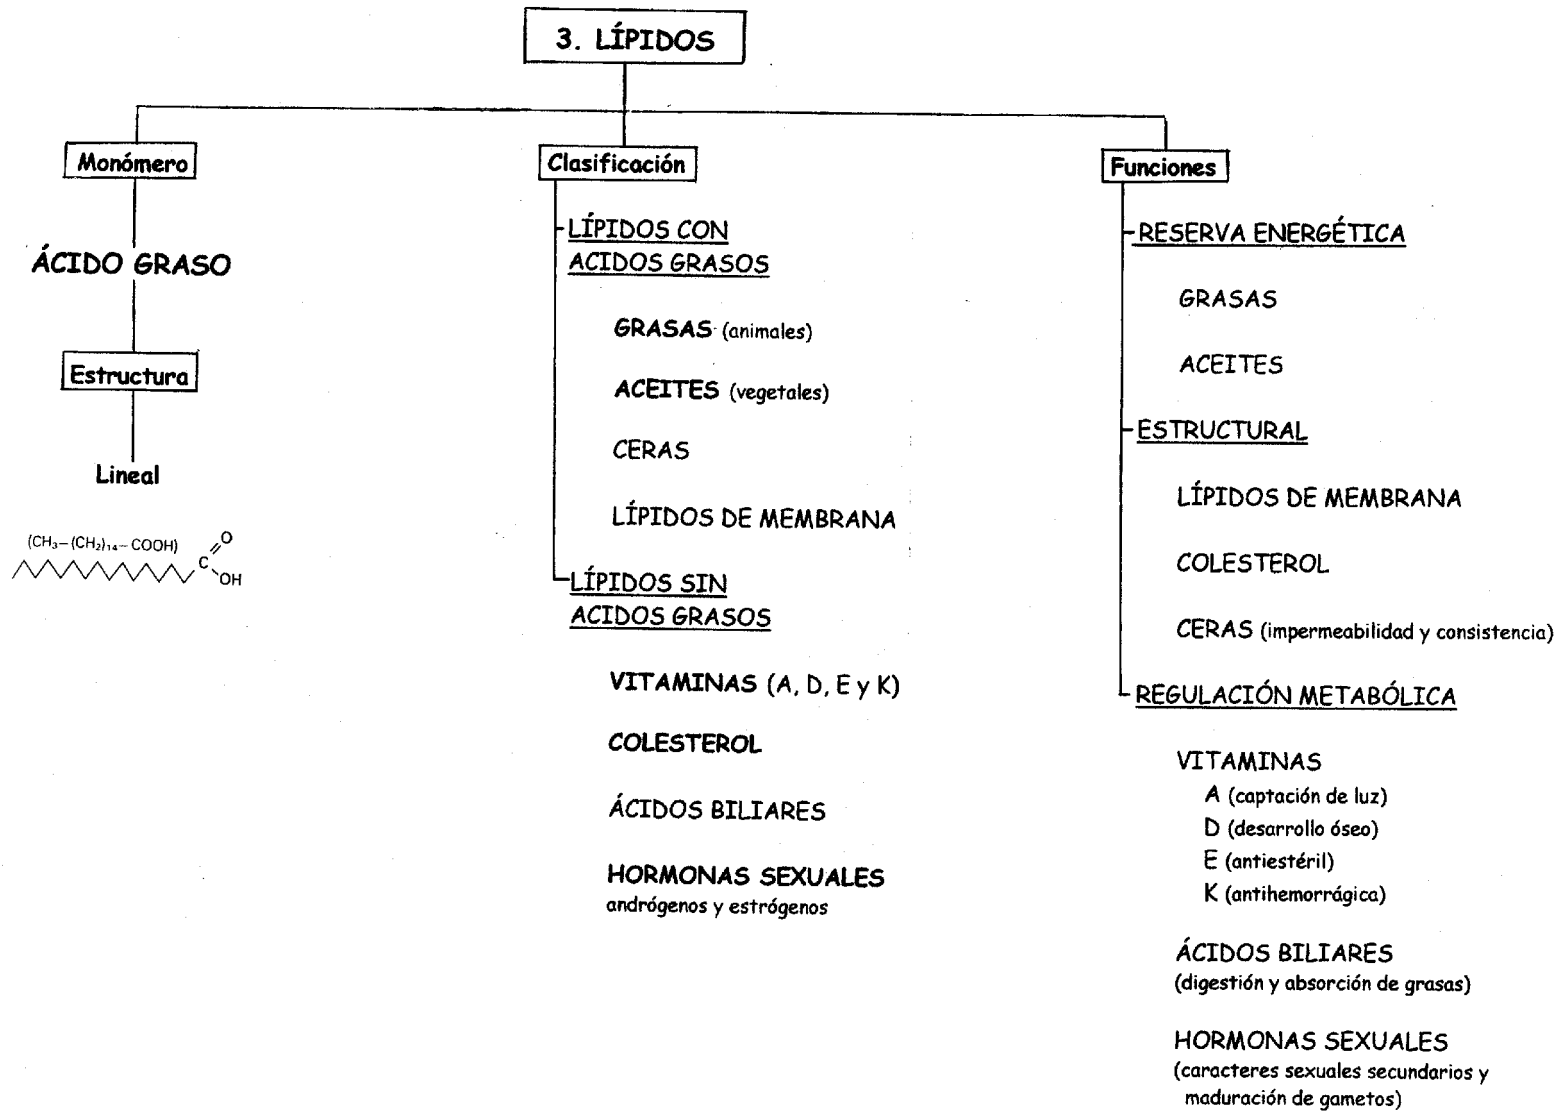 3. LÍPIDOS
Monómero
ÁCIDO GRASO
Estructura
Lineal
(CH₃–(CH₂)₁₄–COOH)
O
C
OH
Clasificación
LÍPIDOS CON
ACIDOS GRASOS
GRASAS (animales)
ACEITES (vegetales)
CERAS
LÍPIDOS DE MEMBRANA
LÍPIDOS SIN
ACIDOS GRASOS
VITAMINAS (A, D, E y K)
COLESTEROL
ÁCIDOS BILIARES
HORMONAS SEXUALES
andrógenos y estrógenos
Funciones
RESERVA ENERGÉTICA
GRASAS
ACEITES
ESTRUCTURAL
LÍPIDOS DE MEMBRANA
COLESTEROL
CERAS (impermeabilidad y consistencia)
REGULACIÓN METABÓLICA
VITAMINAS
A (captación de luz)
D (desarrollo óseo)
E (antiestéril)
K (antihemorrágica)
ÁCIDOS BILIARES
(digestión y absorción de grasas)
HORMONAS SEXUALES
(caracteres sexuales secundarios y
maduración de gametos)